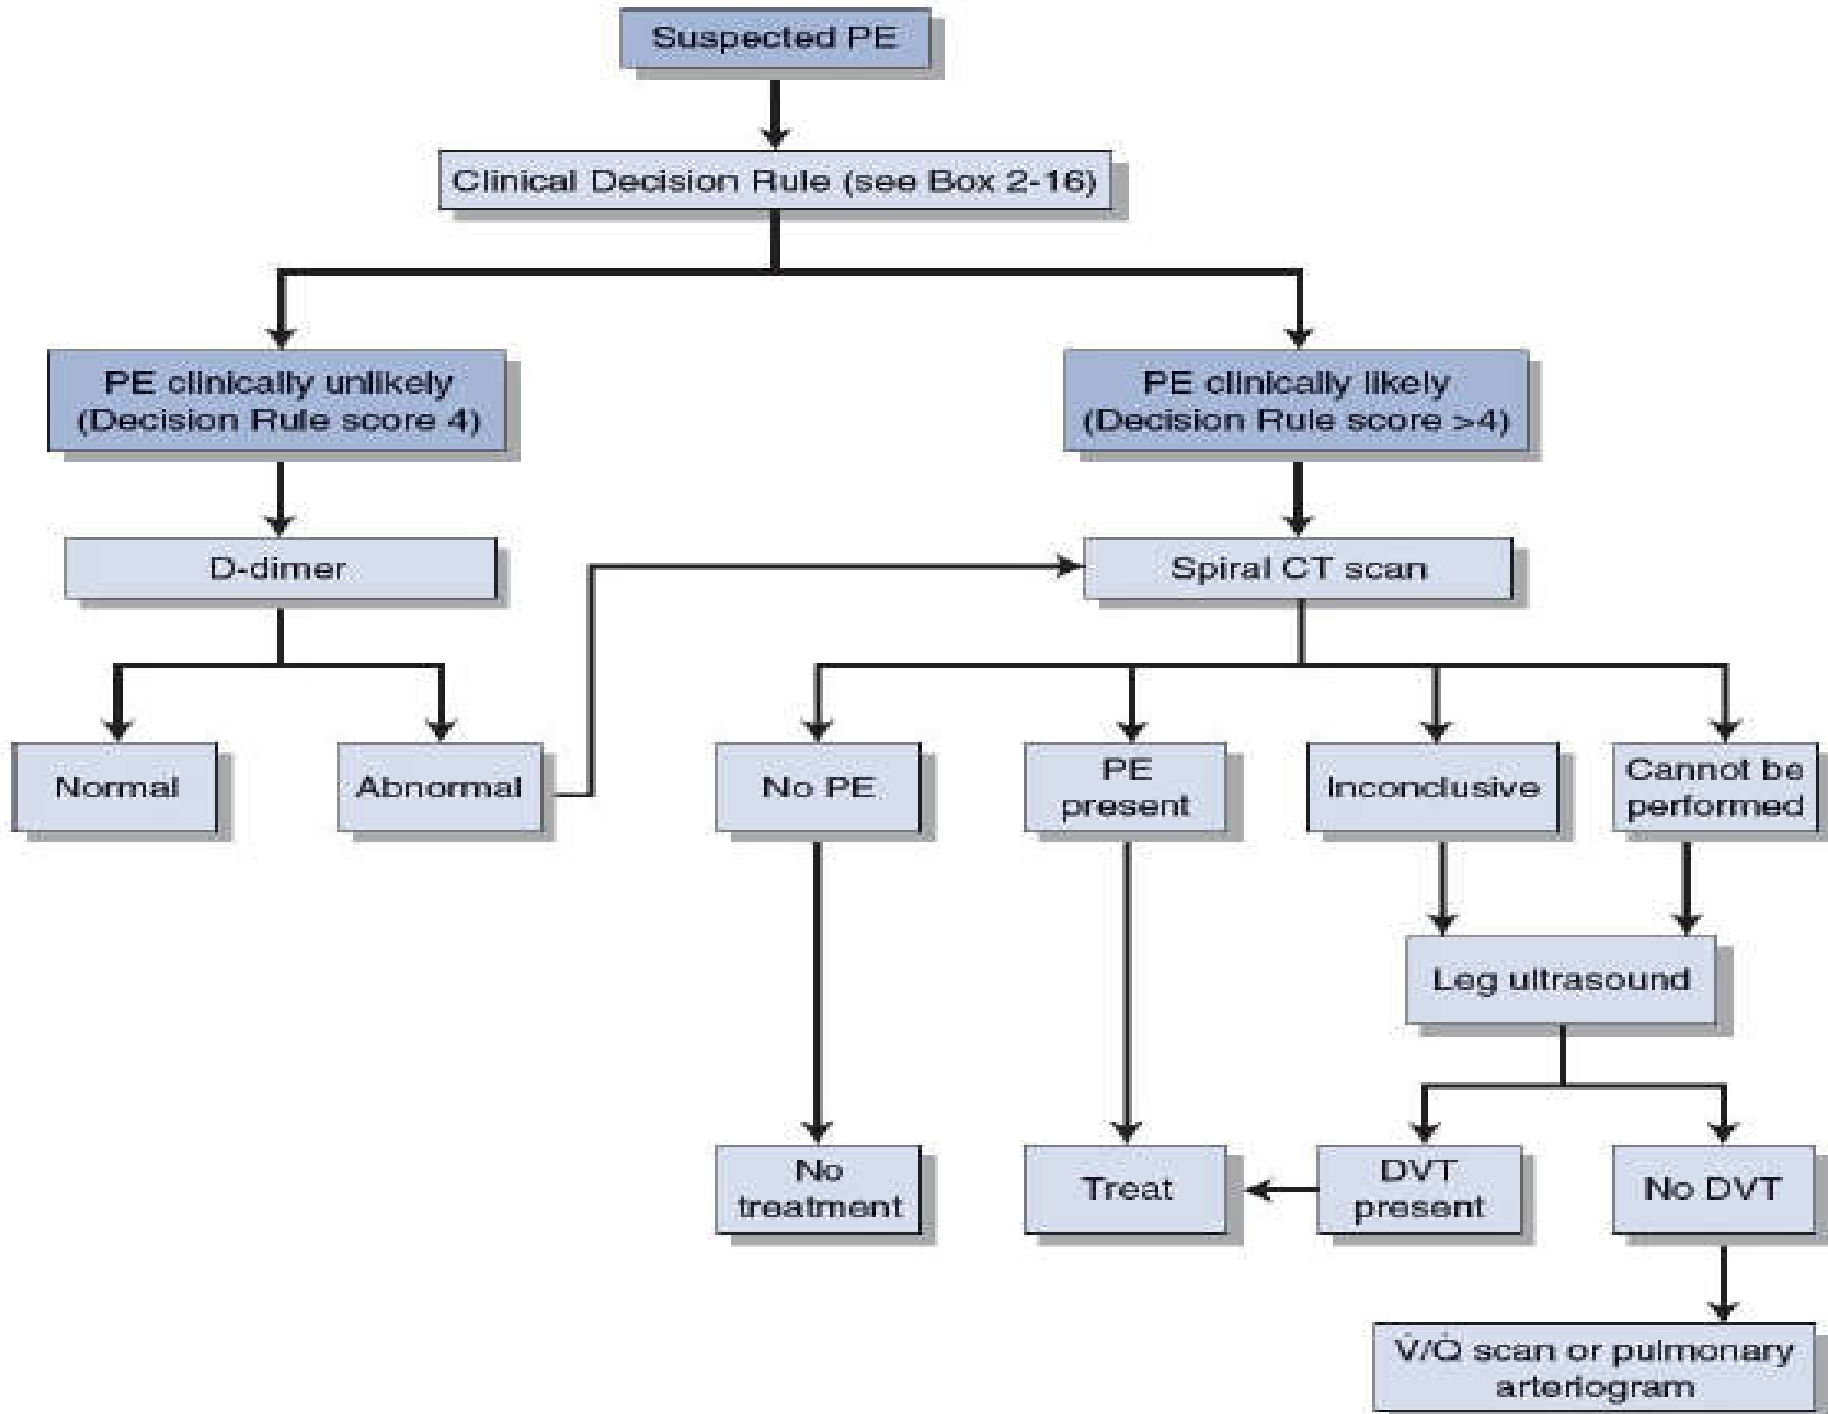 Suspected PE
Clinical Decision Rule (see Box 2-16)
PE clinically unlikely
(Decision Rule score 4)
PE clinically likely
(Decision Rule score >4)
D-dimer
Spiral CT scan
Normal
Abnormal
No PE
PE
present
Inconclusive
Cannot be
performed
Leg ultrasound
No
treatment
Treat
DVT
present
No DVT
V̇/Q̇ scan or pulmonary
arteriogram